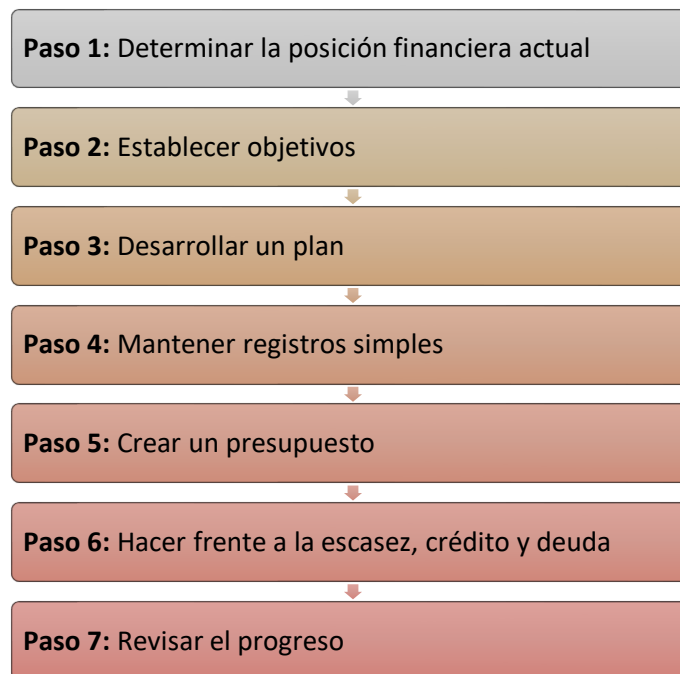 Paso 1: Determinar la posición financiera actual
Paso 2: Establecer objetivos
Paso 3: Desarrollar un plan
Paso 4: Mantener registros simples
Paso 5: Crear un presupuesto
Paso 6: Hacer frente a la escasez, crédito y deuda
Paso 7: Revisar el progreso